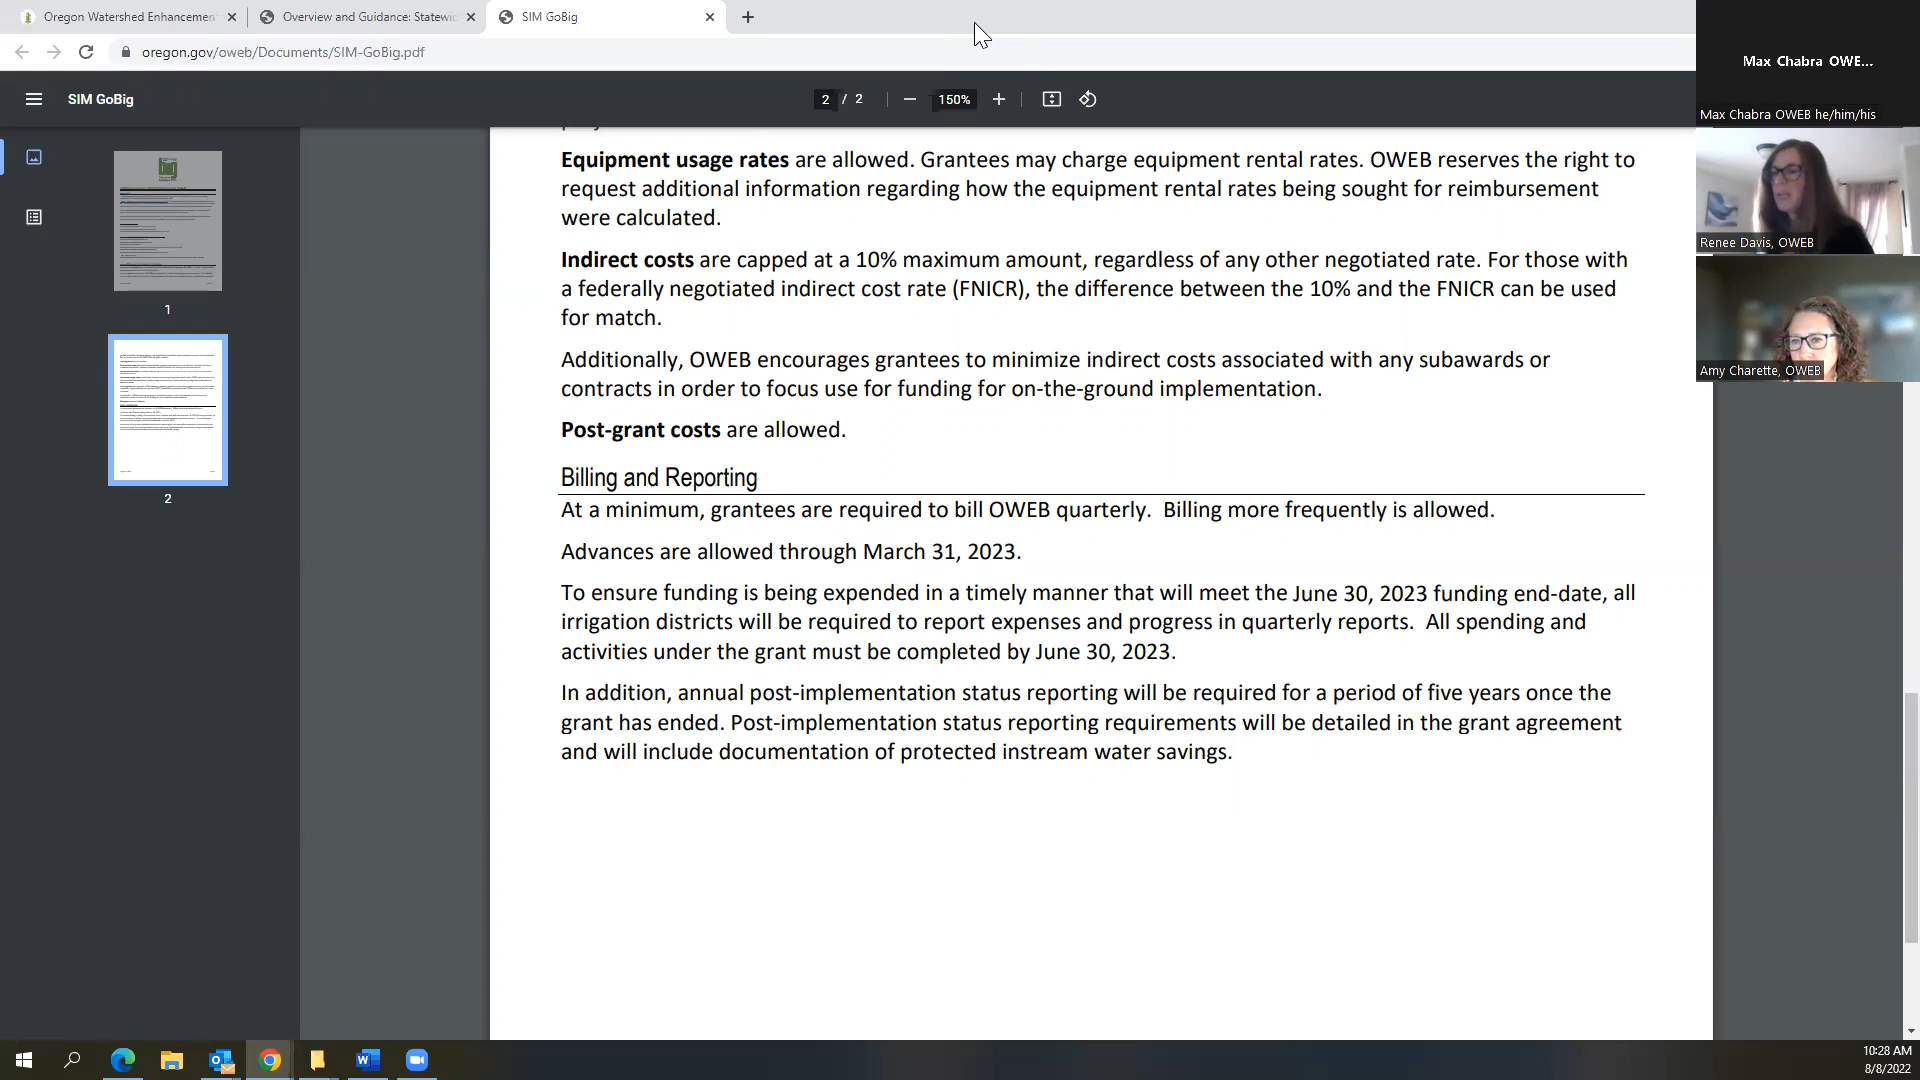 Oregon Watershed Enhancement
Overview and Guidance: Statewi
SIM GoBig
oregon.gov/oweb/Documents/SIM-GoBig.pdf
SIM GoBig
2 / 2
150%
Max Chabra OWE...
Max Chabra OWEB he/him/his
Renee Davis, OWEB
Amy Charette, OWEB
1
2
Equipment usage rates are allowed. Grantees may charge equipment rental rates. OWEB reserves the right to
request additional information regarding how the equipment rental rates being sought for reimbursement
were calculated.
Indirect costs are capped at a 10% maximum amount, regardless of any other negotiated rate. For those with
a federally negotiated indirect cost rate (FNICR), the difference between the 10% and the FNICR can be used
for match.
Additionally, OWEB encourages grantees to minimize indirect costs associated with any subawards or
contracts in order to focus use for funding for on-the-ground implementation.
Post-grant costs are allowed.
Billing and Reporting
At a minimum, grantees are required to bill OWEB quarterly.  Billing more frequently is allowed.
Advances are allowed through March 31, 2023.
To ensure funding is being expended in a timely manner that will meet the June 30, 2023 funding end-date, all
irrigation districts will be required to report expenses and progress in quarterly reports.  All spending and
activities under the grant must be completed by June 30, 2023.
In addition, annual post-implementation status reporting will be required for a period of five years once the
grant has ended. Post-implementation status reporting requirements will be detailed in the grant agreement
and will include documentation of protected instream water savings.
10:28 AM
8/8/2022